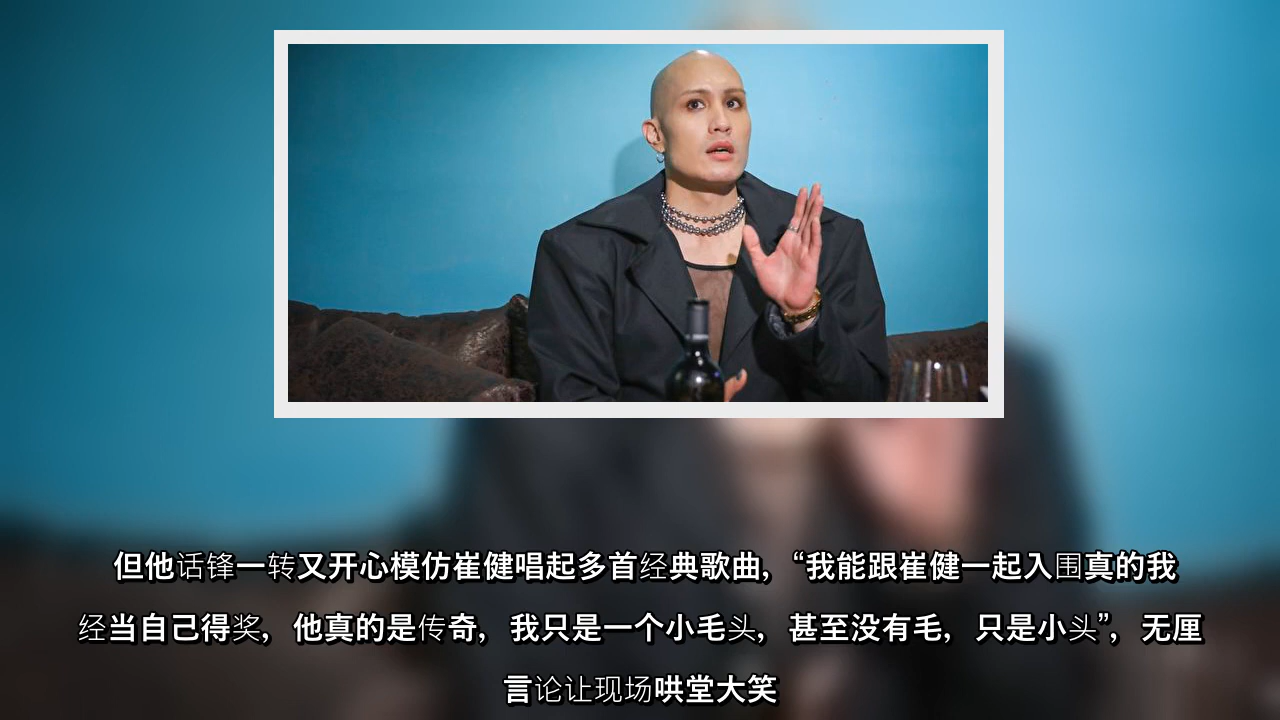 但他话锋一转又开心模仿崔健唱起多首经典歌曲，“我能跟崔健一起入围真的我
经当自己得奖，他真的是传奇，我只是一个小毛头，甚至没有毛，只是小头”，无厘
言论让现场哄堂大笑